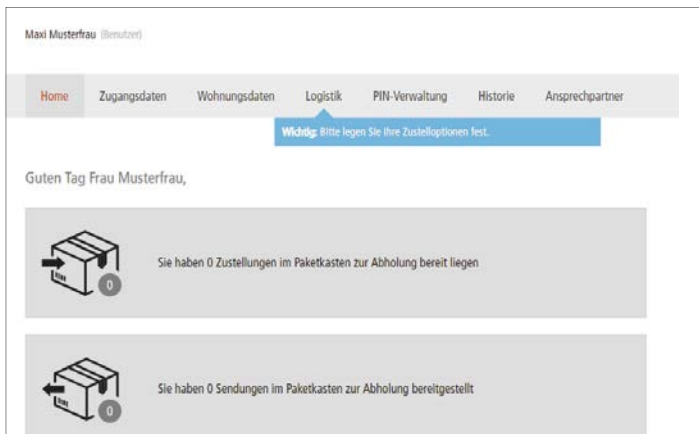 Maxi Musterfrau (Benutzer)
Home Zugangsdaten Wohnungsdaten Logistik PIN-Verwaltung Historie Ansprechpartner
Wichtig: Bitte legen Sie Ihre Zustelloptionen fest.
Guten Tag Frau Musterfrau,
Sie haben 0 Zustellungen im Paketkasten zur Abholung bereit liegen
0
Sie haben 0 Sendungen im Paketkasten zur Abholung bereitgestellt
0